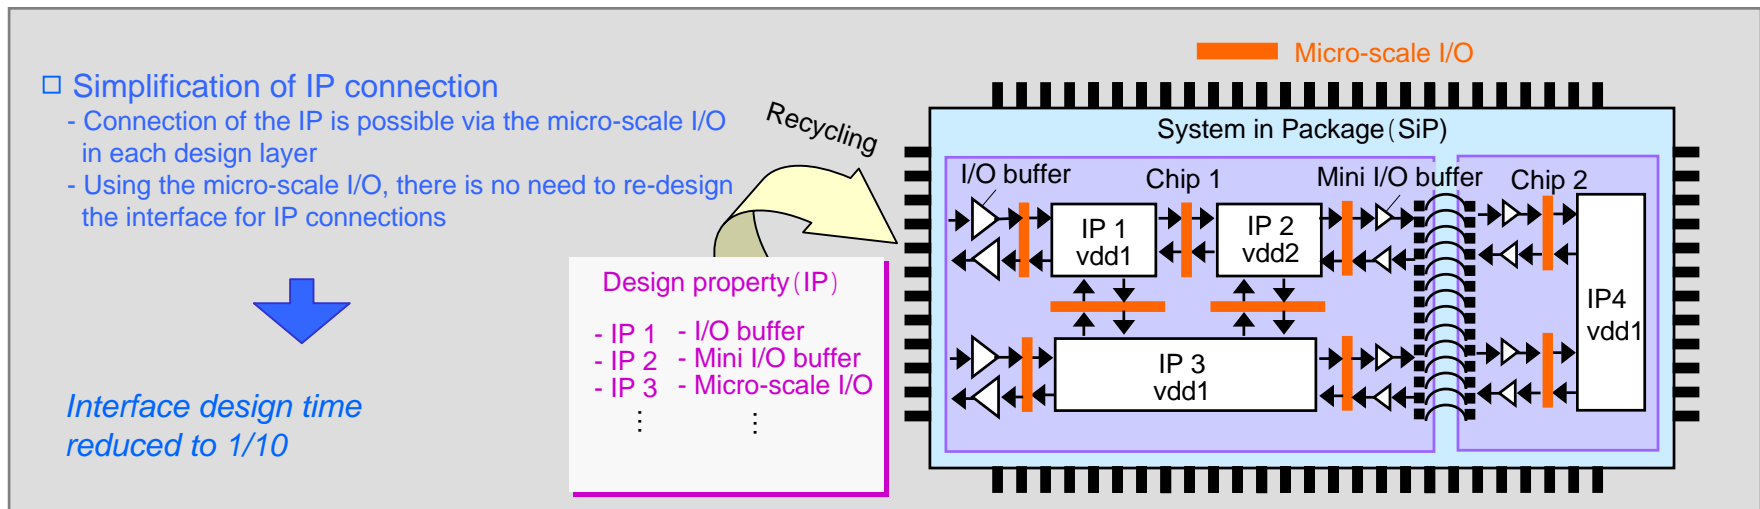 □ Simplification of IP connection
- Connection of the IP is possible via the micro-scale I/O
in each design layer
- Using the micro-scale I/O, there is no need to re-design
the interface for IP connections
Interface design time
reduced to 1/10
Recycling
Design property(IP)
- IP 1 - I/O buffer
- IP 2 - Mini I/O buffer
- IP 3 - Micro-scale I/O
⋮ ⋮
Micro-scale I/O
System in Package(SiP)
I/O buffer
Chip 1
Mini I/O buffer
Chip 2
IP 1
vdd1
IP 2
vdd2
IP 3
vdd1
IP4
vdd1